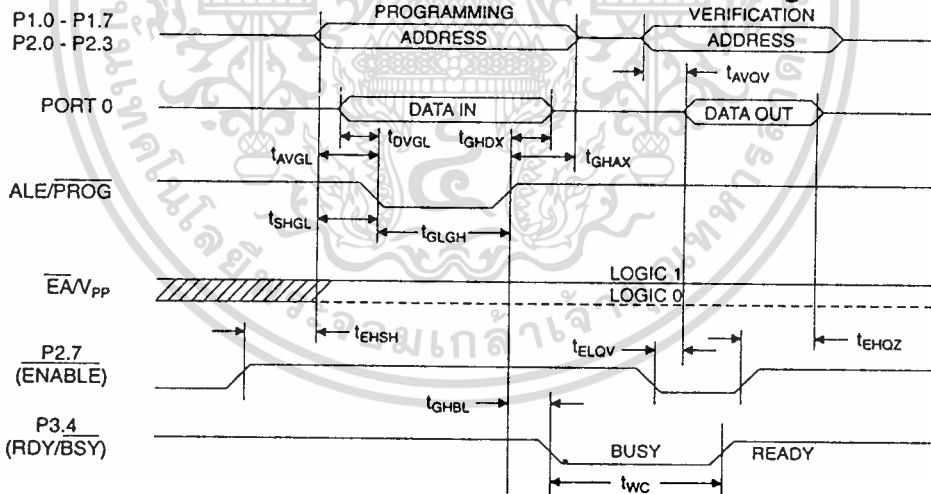 PROGRAMMING
VERIFICATION
P1.0 - P1.7
P2.0 - P2.3
ADDRESS
ADDRESS
tAVQV
PORT 0
DATA IN
DATA OUT
tDVGL
tGHDX
tAVGL
tGHAX
ALE/PROG
tSHGL
tGLGH
EA/VPP
LOGIC 1
LOGIC 0
tEHSH
tELQV
tEHQZ
P2.7
(ENABLE)
tGHBL
P3.4
(RDY/BSY)
BUSY
READY
tWC